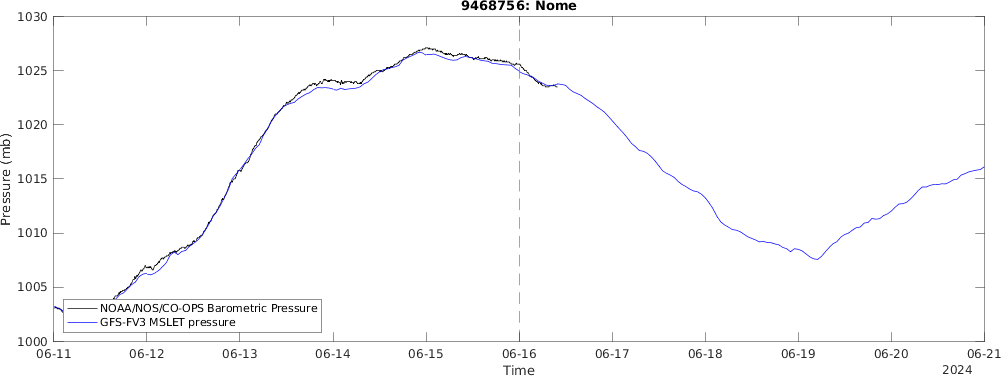 9468756: Nome
1030
1025
1020
1015
1010
1005
1000
Pressure (mb)
NOAA/NOS/CO-OPS Barometric Pressure
GFS-FV3 MSLET pressure
06-11 06-12 06-13 06-14 06-15 06-16 06-17 06-18 06-19 06-20 06-21
Time
2024